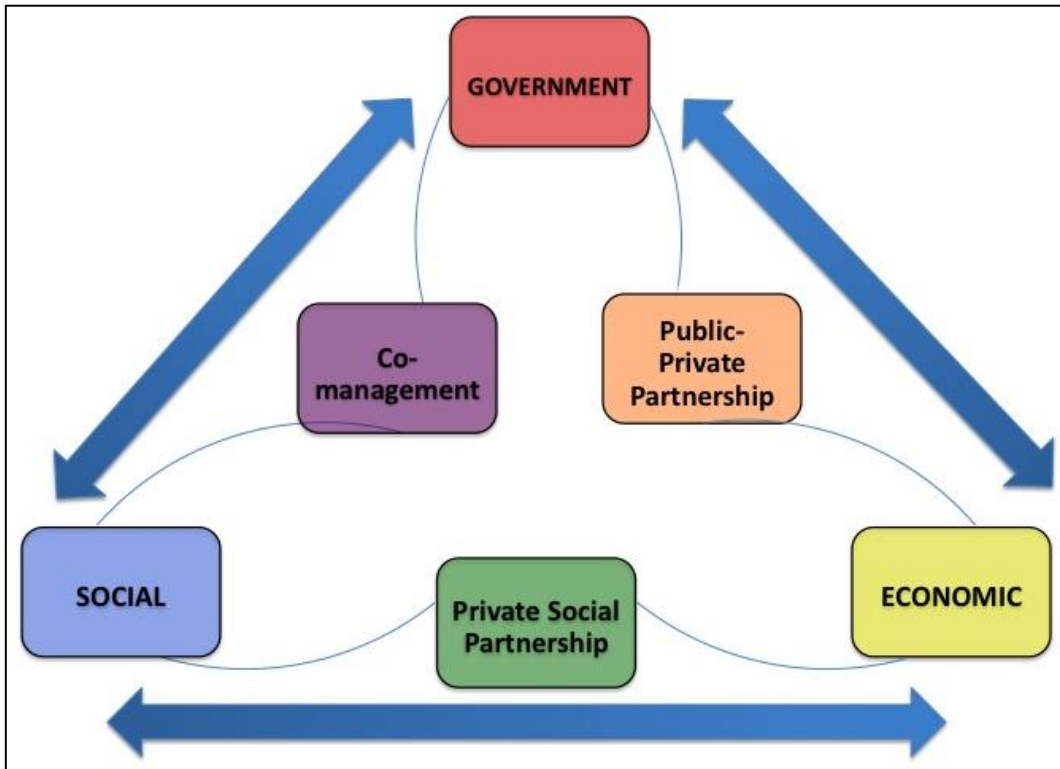 GOVERNMENT
Co-
management
Public-
Private
Partnership
SOCIAL
Private Social
Partnership
ECONOMIC